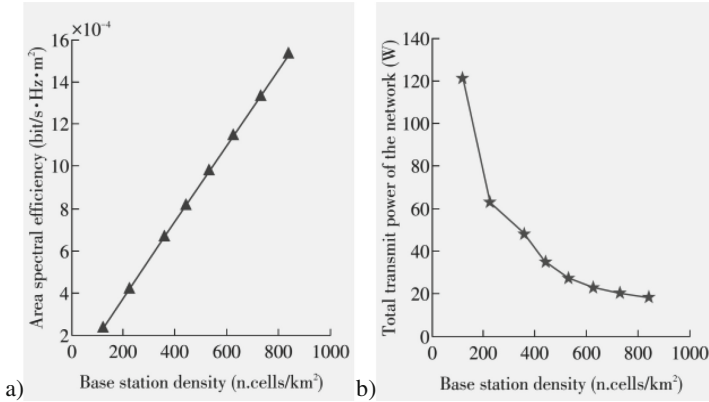 ×10⁻⁴
16
14
12
10
8
6
4
2
0 200 400 600 800 1000
Area spectral efficiency (bit/s·Hz·m²)
Base station density (n.cells/km²)
a)
140
120
100
80
60
40
20
0
0 200 400 600 800 1000
Total transmit power of the network (W)
Base station density (n.cells/km²)
b)